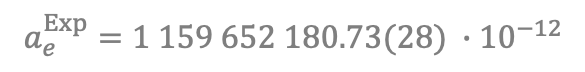 a_e^Exp = 1 159 652 180.73(28) · 10^−12